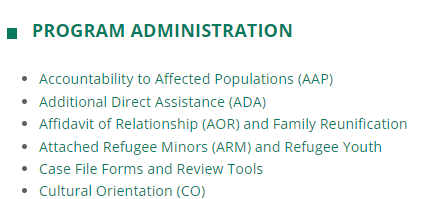 PROGRAM ADMINISTRATION
Accountability to Affected Populations (AAP)
Additional Direct Assistance (ADA)
Affidavit of Relationship (AOR) and Family Reunification
Attached Refugee Minors (ARM) and Refugee Youth
Case File Forms and Review Tools
Cultural Orientation (CO)